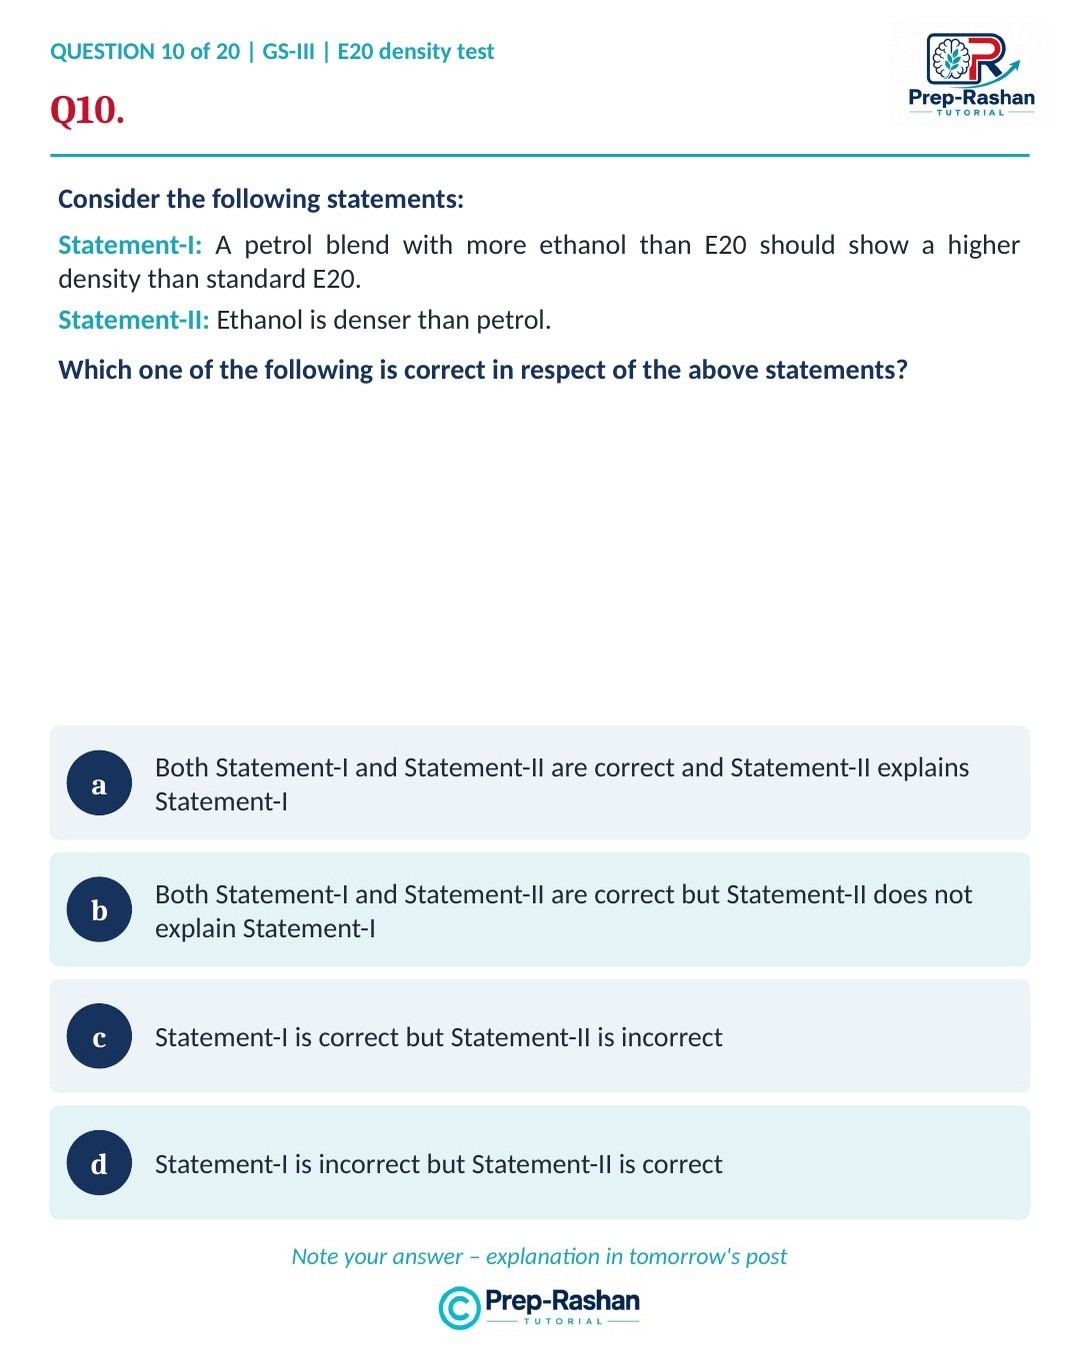 QUESTION 10 of 20 | GS-III | E20 density test
Prep-Rashan
TUTORIAL
Q10.
Consider the following statements:
Statement-I: A petrol blend with more ethanol than E20 should show a higher
density than standard E20.
Statement-II: Ethanol is denser than petrol.
Which one of the following is correct in respect of the above statements?
a Both Statement-I and Statement-II are correct and Statement-II explains
Statement-I
b Both Statement-I and Statement-II are correct but Statement-II does not
explain Statement-I
c Statement-I is correct but Statement-II is incorrect
d Statement-I is incorrect but Statement-II is correct
Note your answer – explanation in tomorrow's post
© Prep-Rashan
TUTORIAL